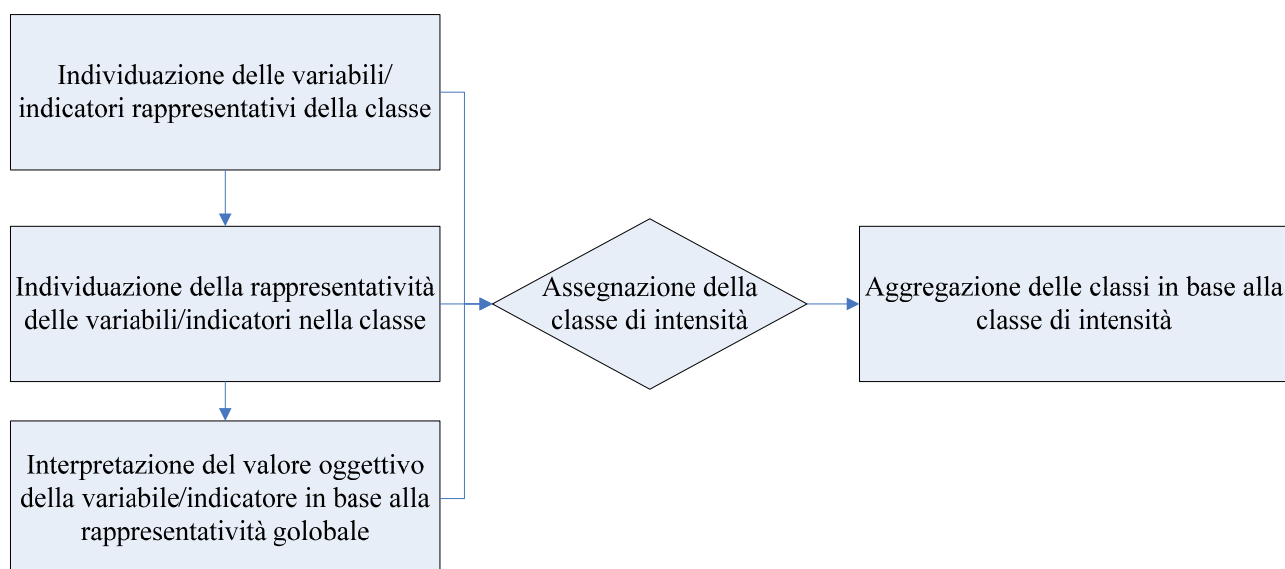 Individuazione delle variabili/
indicatori rappresentativi della classe
Individuazione della rappresentatività
delle variabili/indicatori nella classe
Interpretazione del valore oggettivo
della variabile/indicatore in base alla
rappresentatività golobale
Assegnazione della
classe di intensità
Aggregazione delle classi in base alla
classe di intensità